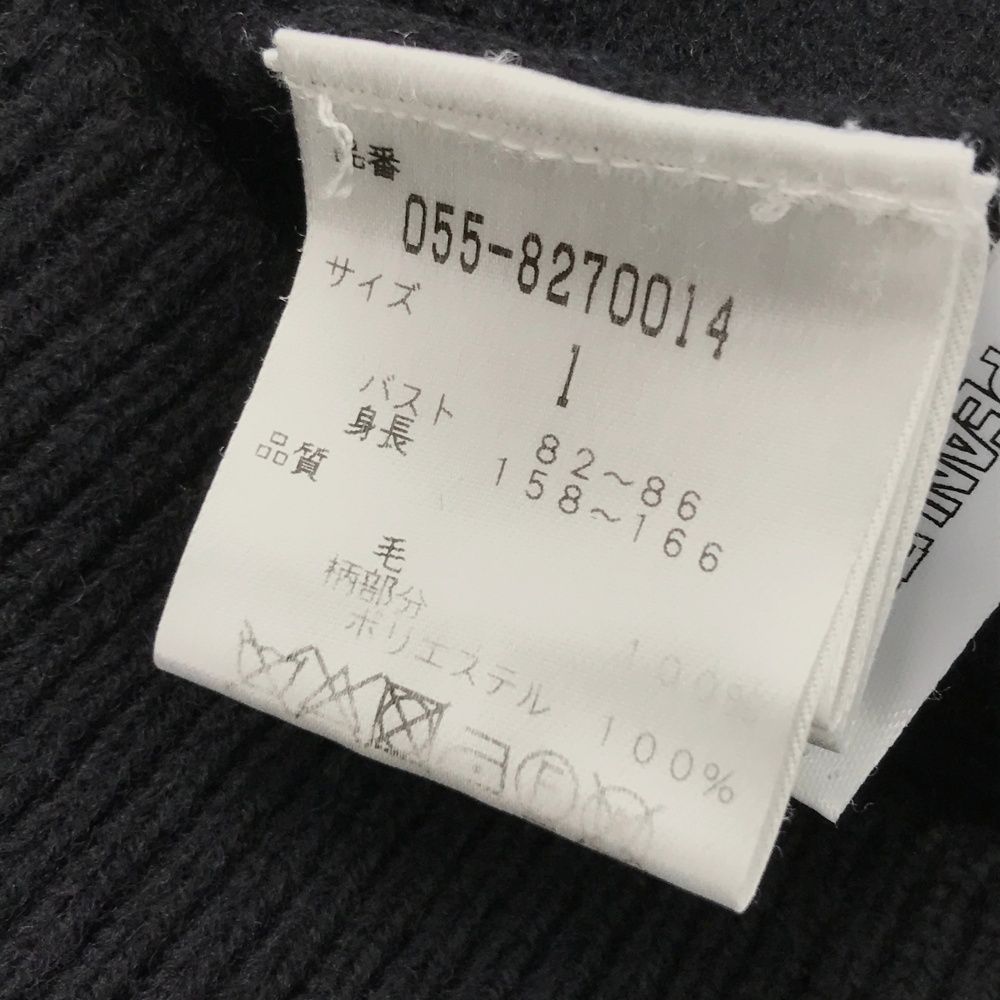 品番
055-8270014
サイズ
1
バスト 82～86
身長 158～166
品質
毛 100%
柄部分
ポリエステル 100%